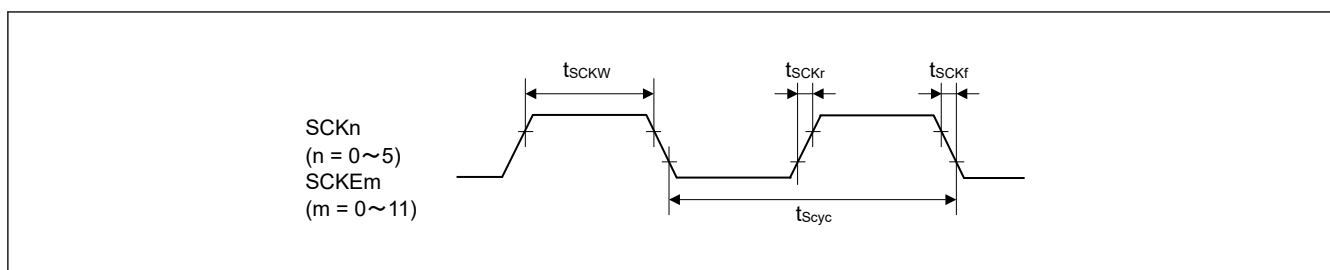 tSCKW
tSCKr
tSCKf
SCKn
(n = 0～5)
SCKEm
(m = 0～11)
tScyc